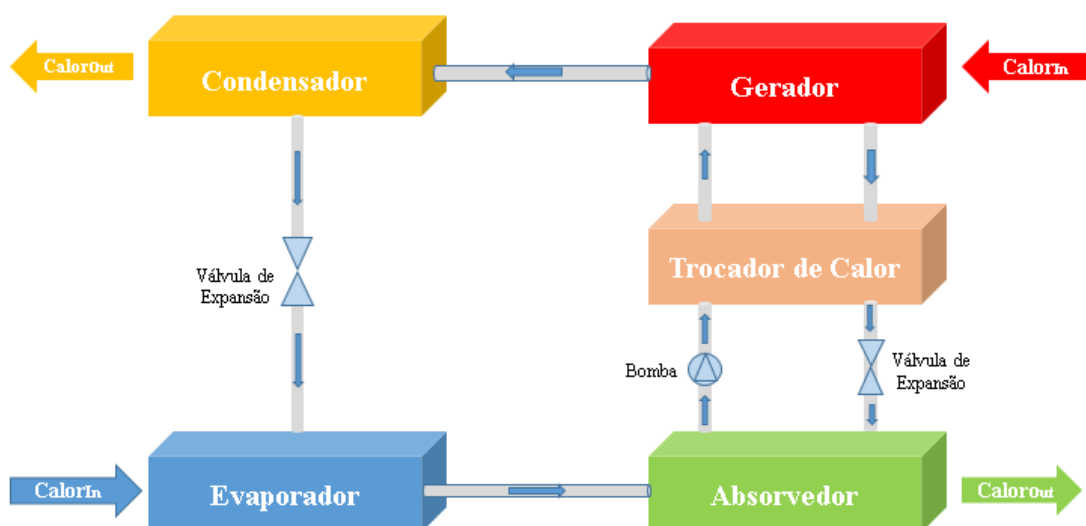 CalorOut
Condensador
Gerador
CalorIn
Trocador de Calor
Válvula de
Expansão
Bomba
Válvula de
Expansão
CalorIn
Evaporador
Absorvedor
CalorOut